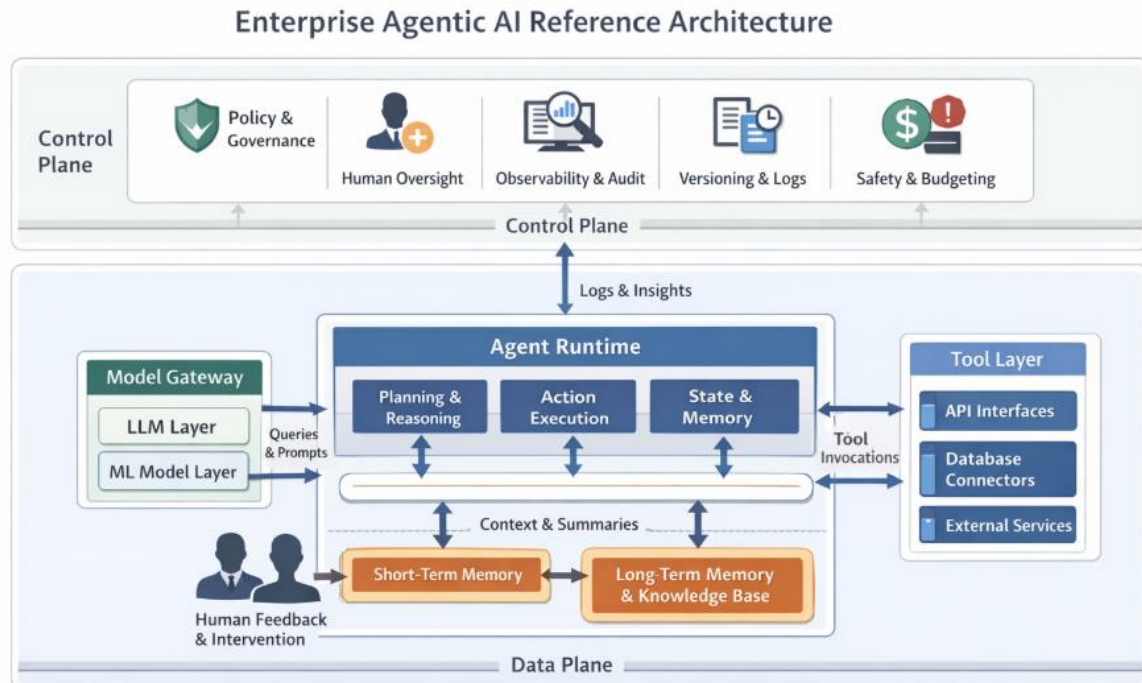 Enterprise Agentic AI Reference Architecture
Control
Plane
Policy &
Governance
Human Oversight
Observability & Audit
Versioning & Logs
$
!
Safety & Budgeting
Control Plane
Logs & Insights
Model Gateway
LLM Layer
ML Model Layer
Queries
& Prompts
Agent Runtime
Planning &
Reasoning
Action
Execution
State &
Memory
Context & Summaries
Short-Term Memory
Long-Term Memory
& Knowledge Base
Tool
Invocations
Tool Layer
API Interfaces
Database
Connectors
External Services
Human Feedback
& Intervention
Data Plane